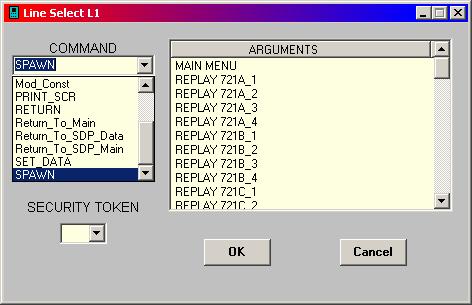 Line Select L1
COMMAND
SPAWN
Mod_Const
PRINT_SCR
RETURN
Return_To_Main
Return_To_SDP_Data
Return_To_SDP_Main
SET_DATA
SPAWN
SECURITY TOKEN
ARGUMENTS
MAIN MENU
REPLAY 721A_1
REPLAY 721A_2
REPLAY 721A_3
REPLAY 721A_4
REPLAY 721B_1
REPLAY 721B_2
REPLAY 721B_3
REPLAY 721B_4
REPLAY 721C_1
REPLAY 721C_2
OK
Cancel